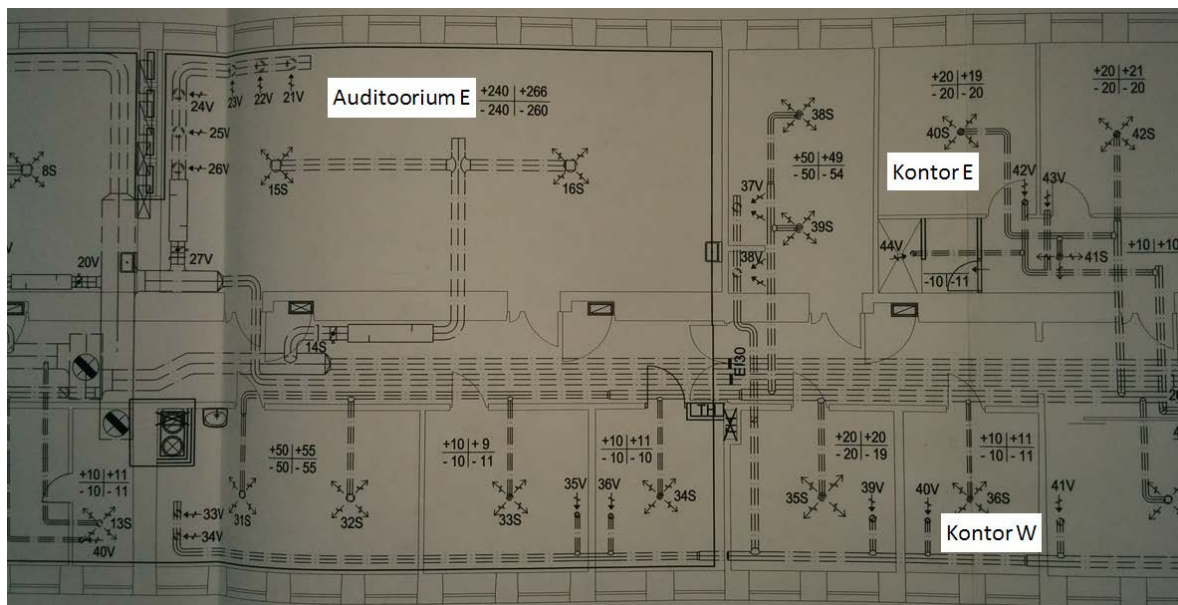 24V
23V
22V
21V
25V
26V
8S
20V
27V
Auditoorium E
+240 | +266
- 240 | - 260
15S
16S
14S
38S
+50 | +49
- 50 | - 54
37V
39S
38V
+20 | +19
- 20 | - 20
40S
Kontor E
42V
43V
44V
41S
-10 | -11
+20 | +21
- 20 | - 20
42S
+10 | +10
EI30
TH
+10 | +11
- 10 | - 11
13S
40V
33V
34V
+50 | +55
- 50 | - 55
31S
32S
+10 | + 9
- 10 | - 11
33S
35V
36V
+10 | +11
- 10 | - 10
34S
+20 | +20
- 20 | - 19
35S
39V
40V
+10 | +11
- 10 | - 11
36S
Kontor W
41V